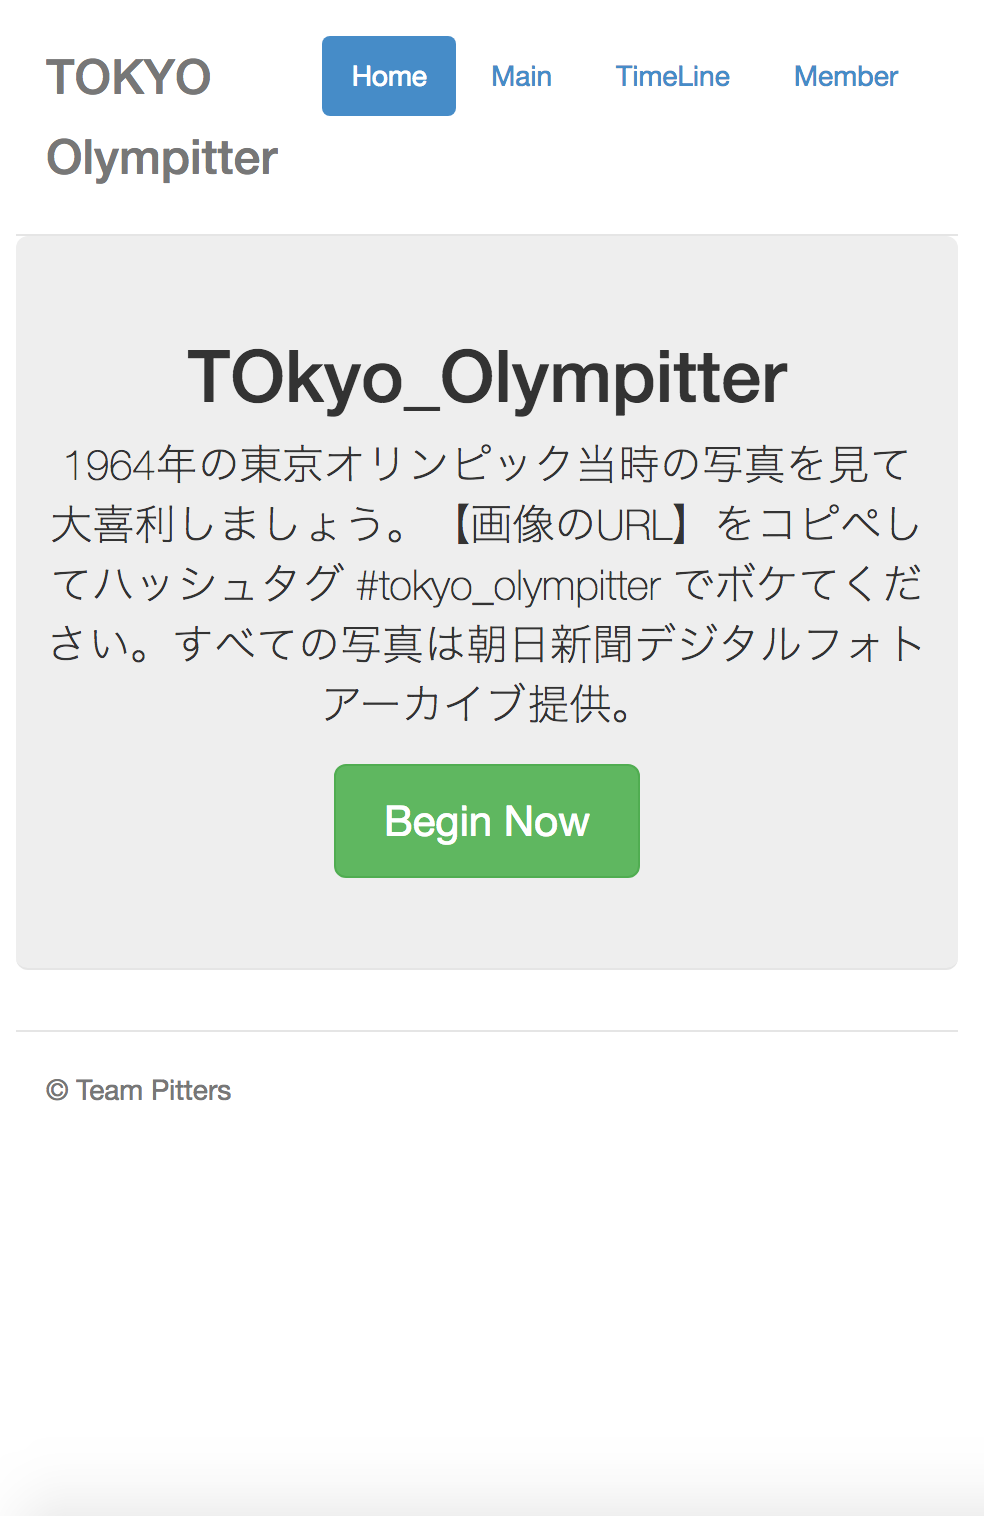 TOKYO
Olympitter
Home
Main
TimeLine
Member
TOkyo_Olympitter
1964年の東京オリンピック当時の写真を見て
大喜利しましょう。【画像のURL】をコピペし
てハッシュタグ #tokyo_olympitter でボケてくだ
さい。すべての写真は朝日新聞デジタルフォト
アーカイブ提供。
Begin Now
© Team Pitters